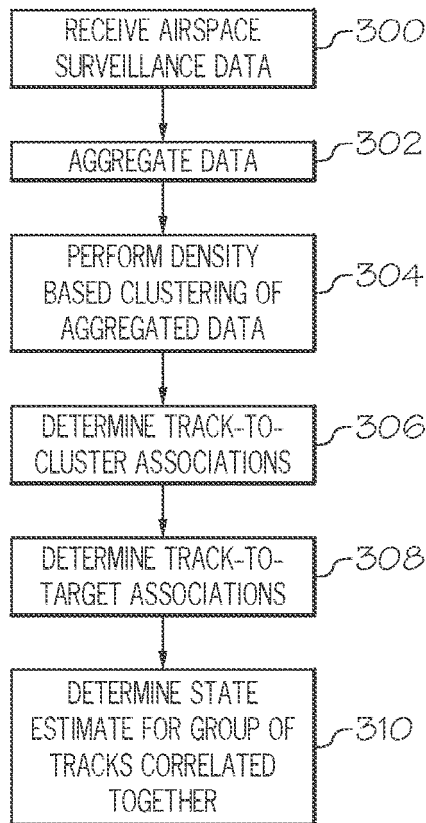 RECEIVE AIRSPACE
SURVEILLANCE DATA
300
AGGREGATE DATA
302
PERFORM DENSITY
BASED CLUSTERING OF
AGGREGATED DATA
304
DETERMINE TRACK-TO-
CLUSTER ASSOCIATIONS
306
DETERMINE TRACK-TO-
TARGET ASSOCIATIONS
308
DETERMINE STATE
ESTIMATE FOR GROUP OF
TRACKS CORRELATED
TOGETHER
310